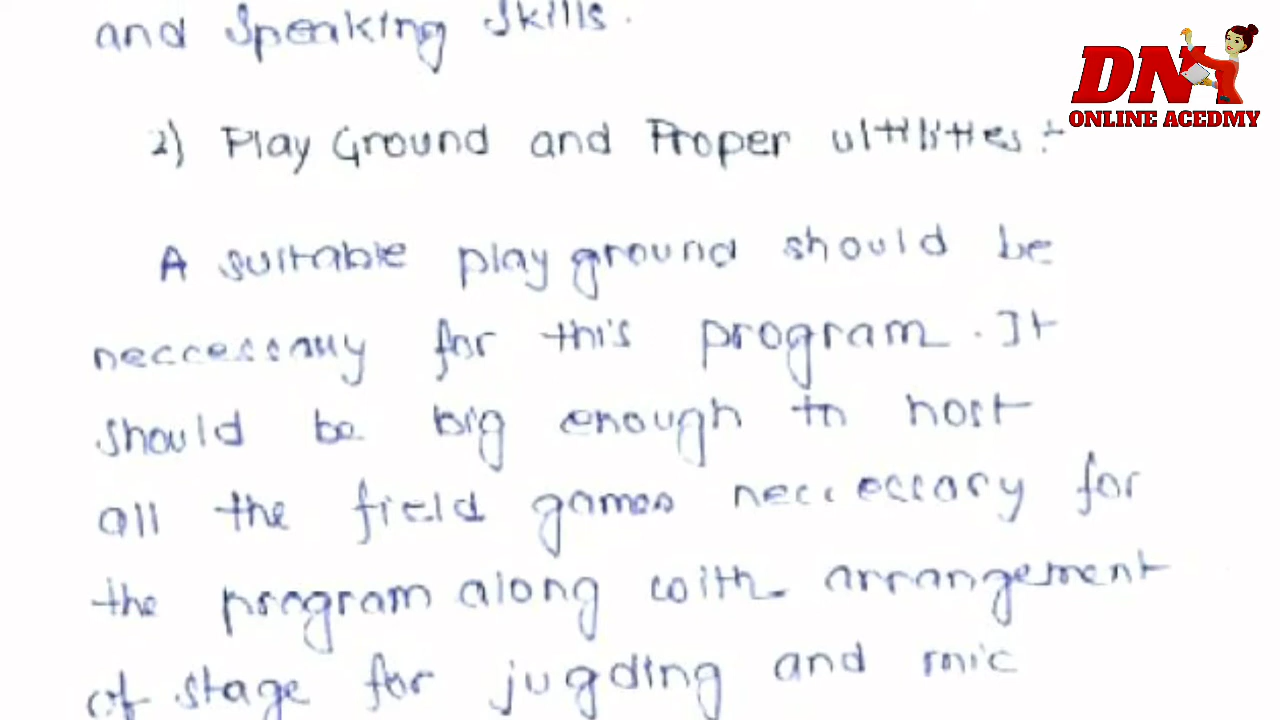 and Speaking skills.
DNA
ONLINE ACEDMY
2) Play Ground and Proper ultilities :-
A suitable play ground should be
neccessary for this program. It
should be big enough to host
all the field games neccessary for
the program along with arrangement
of stage for jugding and mic